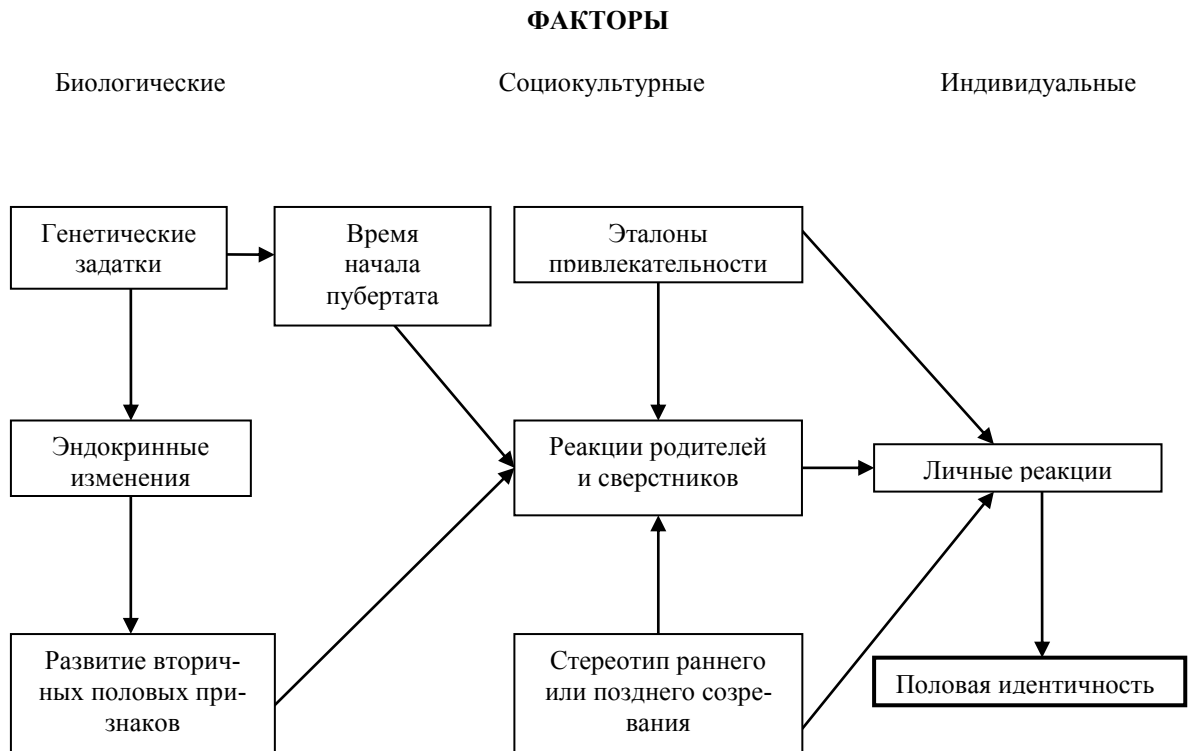 ФАКТОРЫ
Биологические
Социокультурные
Индивидуальные
Генетические
задатки
Время
начала
пубертата
Эталоны
привлекательности
Эндокринные
изменения
Реакции родителей
и сверстников
Личные реакции
Развитие вторич-
ных половых при-
знаков
Стереотип раннего
или позднего созре-
вания
Половая идентичность